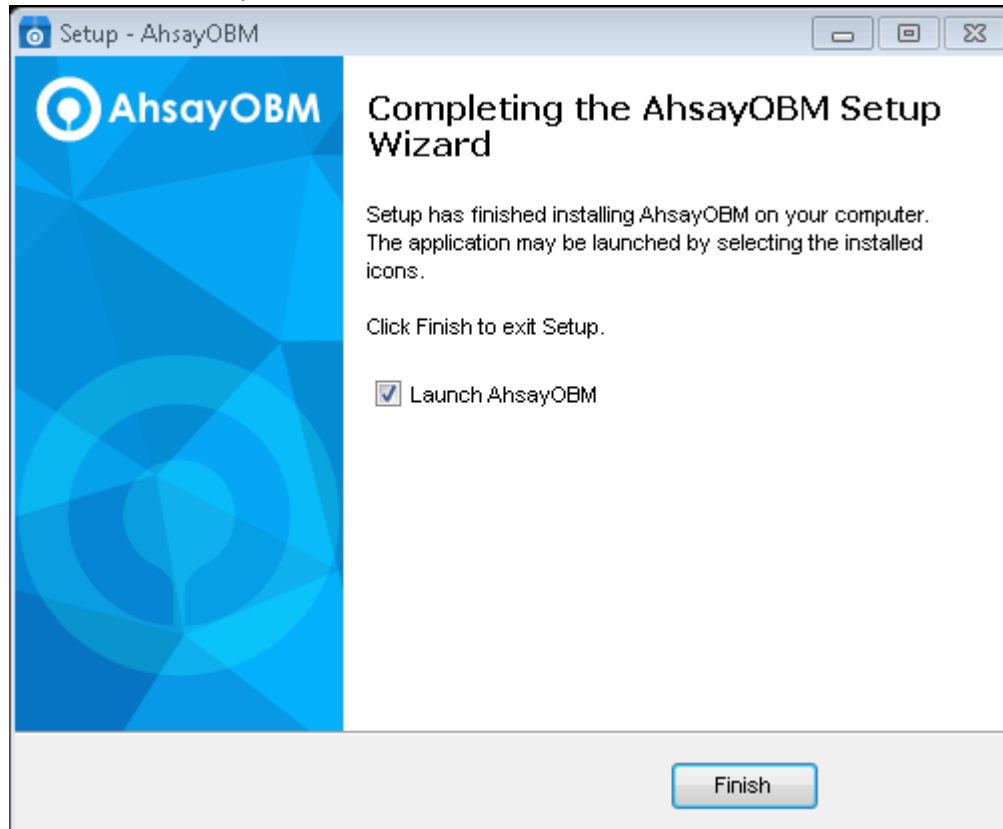 Setup - AhsayOBM
AhsayOBM
Completing the AhsayOBM Setup
Wizard
Setup has finished installing AhsayOBM on your computer.
The application may be launched by selecting the installed
icons.
Click Finish to exit Setup.
Launch AhsayOBM
Finish